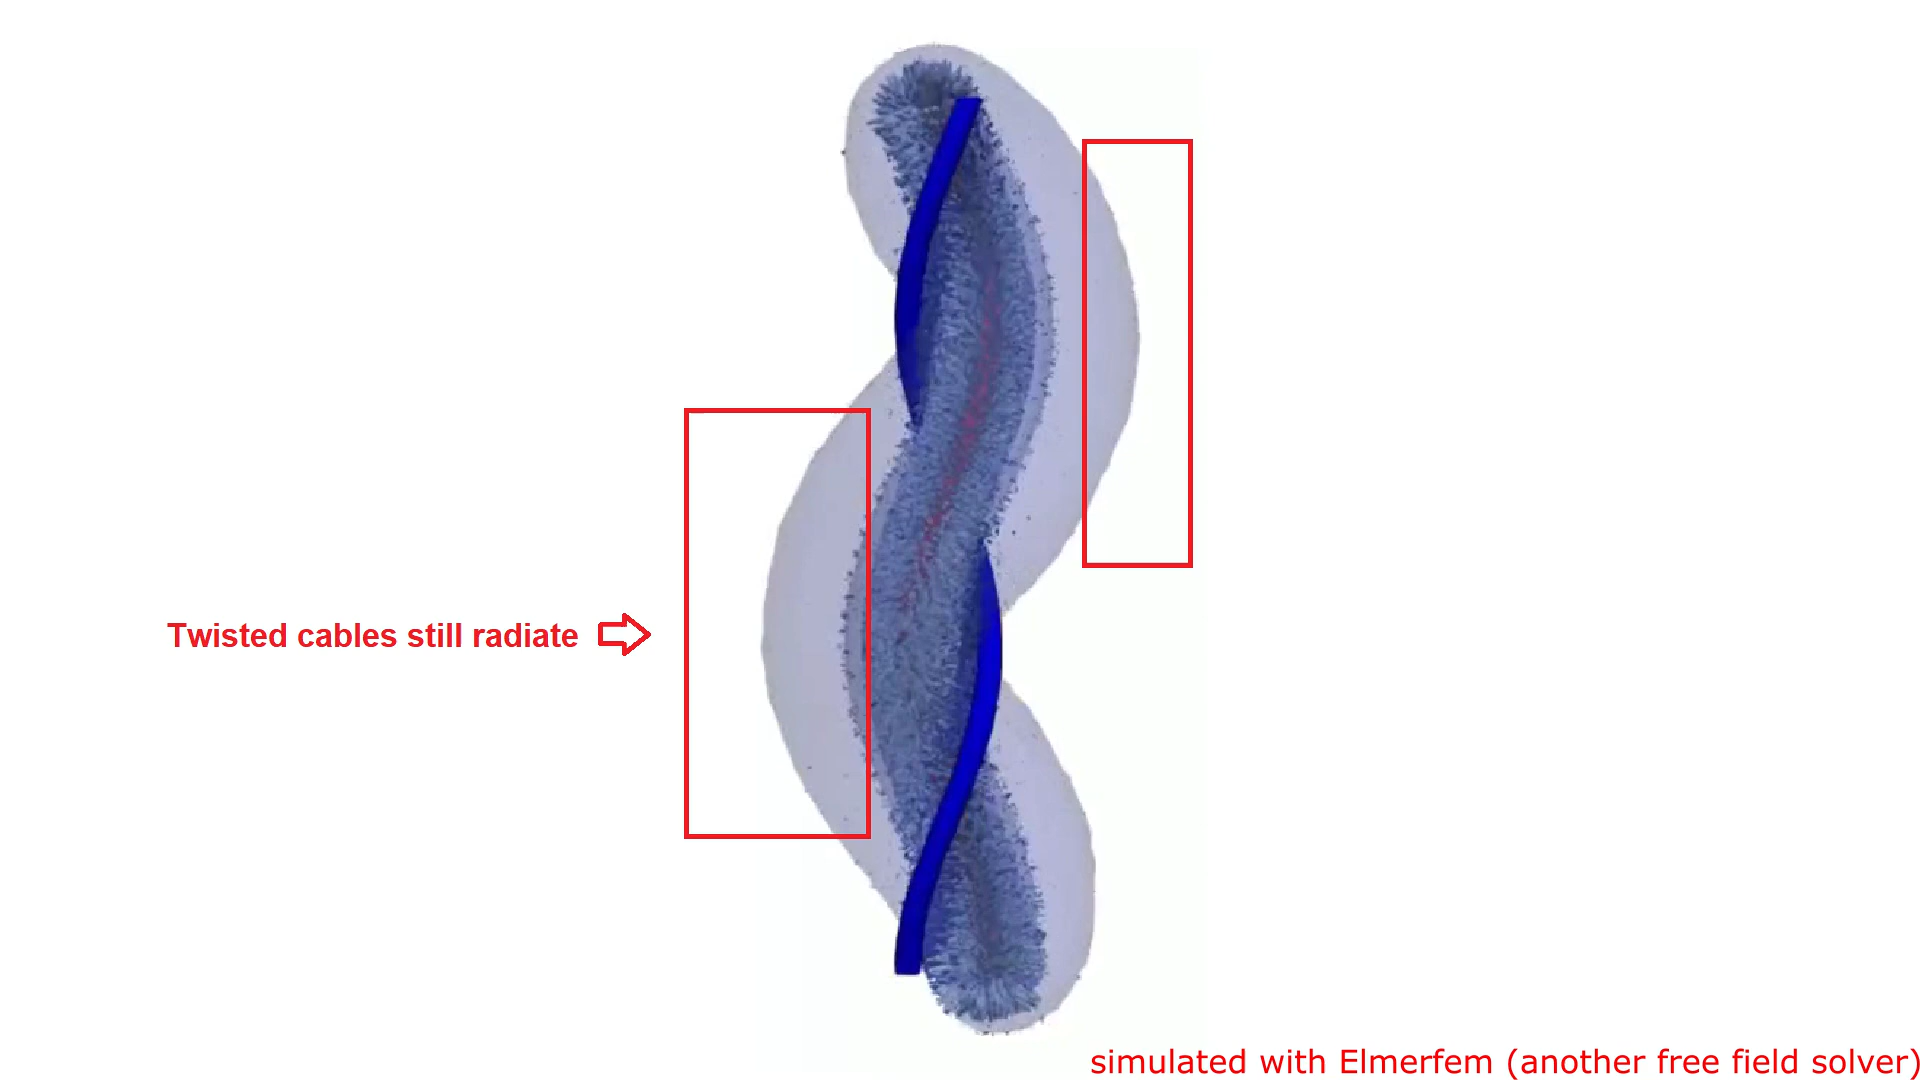 Twisted cables still radiate
simulated with Elmerfem (another free field solver)